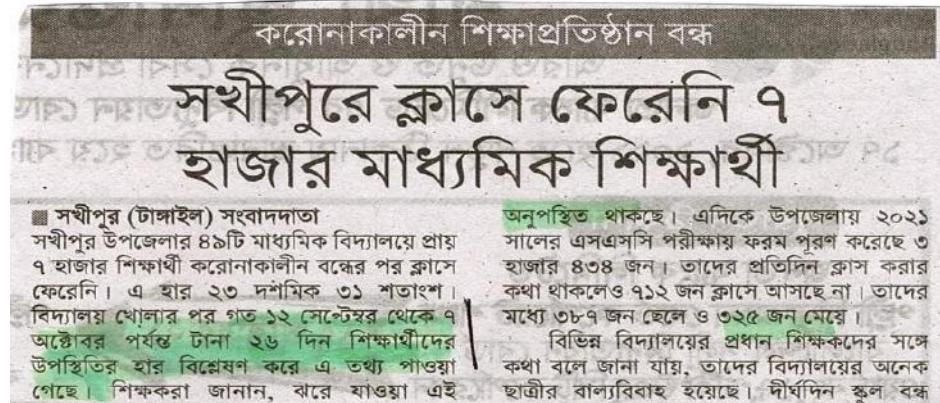 করোনাকালীন শিক্ষাপ্রতিষ্ঠান বন্ধ
সখীপুরে ক্লাসে ফেরেনি ৭
হাজার মাধ্যমিক শিক্ষার্থী
সখীপুর (টাঙ্গাইল) সংবাদদাতা
সখীপুর উপজেলার ৪৯টি মাধ্যমিক বিদ্যালয়ে প্রায়
৭ হাজার শিক্ষার্থী করোনাকালীন বন্ধের পর ক্লাসে
ফেরেনি। এ হার ২৩ দশমিক ৩১ শতাংশ।
বিদ্যালয় খোলার পর গত ১২ সেপ্টেম্বর থেকে ৭
অক্টোবর পর্যন্ত টানা ২৬ দিন শিক্ষার্থীদের
উপস্থিতির হার বিশ্লেষণ করে এ তথ্য পাওয়া
গেছে। শিক্ষকরা জানান, ঝরে যাওয়া এই
অনুপস্থিত থাকছে। এদিকে উপজেলায় ২০২১
সালের এসএসসি পরীক্ষায় ফরম পূরণ করেছে ৩
হাজার ৪৩৪ জন। তাদের প্রতিদিন ক্লাস করার
কথা থাকলেও ৭১২ জন ক্লাসে আসছে না। তাদের
মধ্যে ৩৮৭ জন ছেলে ও ৩২৫ জন মেয়ে।
বিভিন্ন বিদ্যালয়ের প্রধান শিক্ষকদের সঙ্গে
কথা বলে জানা যায়, তাদের বিদ্যালয়ের অনেক
ছাত্রীর বাল্যবিবাহ হয়েছে। দীর্ঘদিন স্কুল বন্ধ